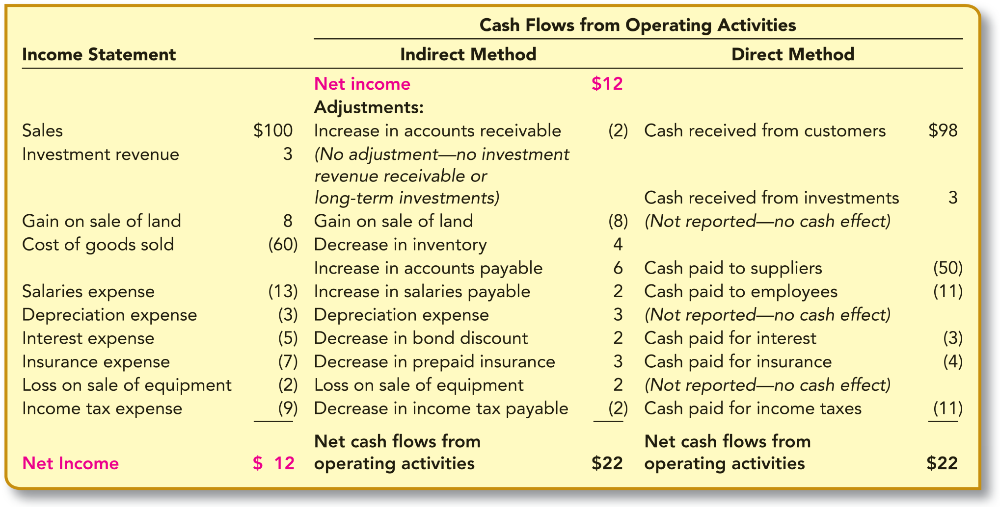 Cash Flows from Operating Activities
Income Statement Indirect Method Direct Method
Net income $12
Adjustments:
Sales $100 Increase in accounts receivable (2) Cash received from customers $98
Investment revenue 3 (No adjustment—no investment
revenue receivable or
long-term investments) Cash received from investments 3
Gain on sale of land 8 Gain on sale of land (8) (Not reported—no cash effect)
Cost of goods sold (60) Decrease in inventory 4
Increase in accounts payable 6 Cash paid to suppliers (50)
Salaries expense (13) Increase in salaries payable 2 Cash paid to employees (11)
Depreciation expense (3) Depreciation expense 3 (Not reported—no cash effect)
Interest expense (5) Decrease in bond discount 2 Cash paid for interest (3)
Insurance expense (7) Decrease in prepaid insurance 3 Cash paid for insurance (4)
Loss on sale of equipment (2) Loss on sale of equipment 2 (Not reported—no cash effect)
Income tax expense (9) Decrease in income tax payable (2) Cash paid for income taxes (11)
Net cash flows from Net cash flows from
Net Income $ 12 operating activities $22 operating activities $22